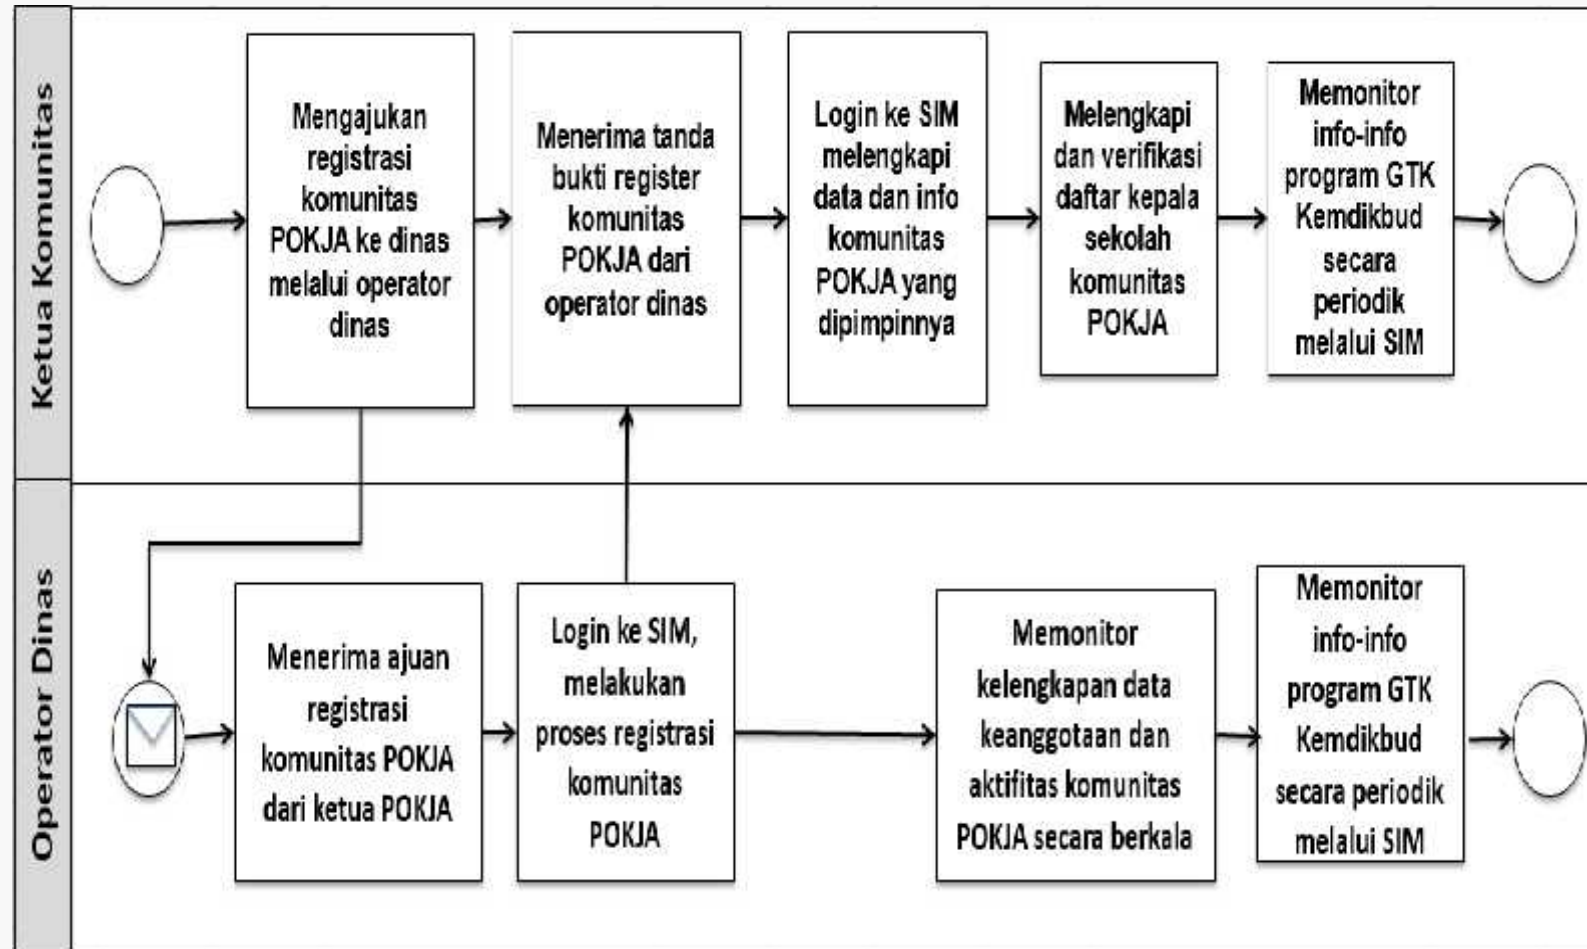 Ketua Komunitas
Mengajukan
registrasi
komunitas
POKJA ke dinas
melalui operator
dinas
Menerima tanda
bukti register
komunitas
POKJA dari
operator dinas
Login ke SIM
melengkapi
data dan info
komunitas
POKJA yang
dipimpinnya
Melengkapi
dan verifikasi
daftar kepala
sekolah
komunitas
POKJA
Memonitor
info-info
program GTK
Kemdikbud
secara
periodik
melalui SIM
Operator Dinas
Menerima ajuan
registrasi
komunitas POKJA
dari ketua POKJA
Login ke SIM,
melakukan
proses registrasi
komunitas
POKJA
Memonitor
kelengkapan data
keanggotaan dan
aktifitas komunitas
POKJA secara berkala
Memonitor
info-info
program GTK
Kemdikbud
secara periodik
melalui SIM